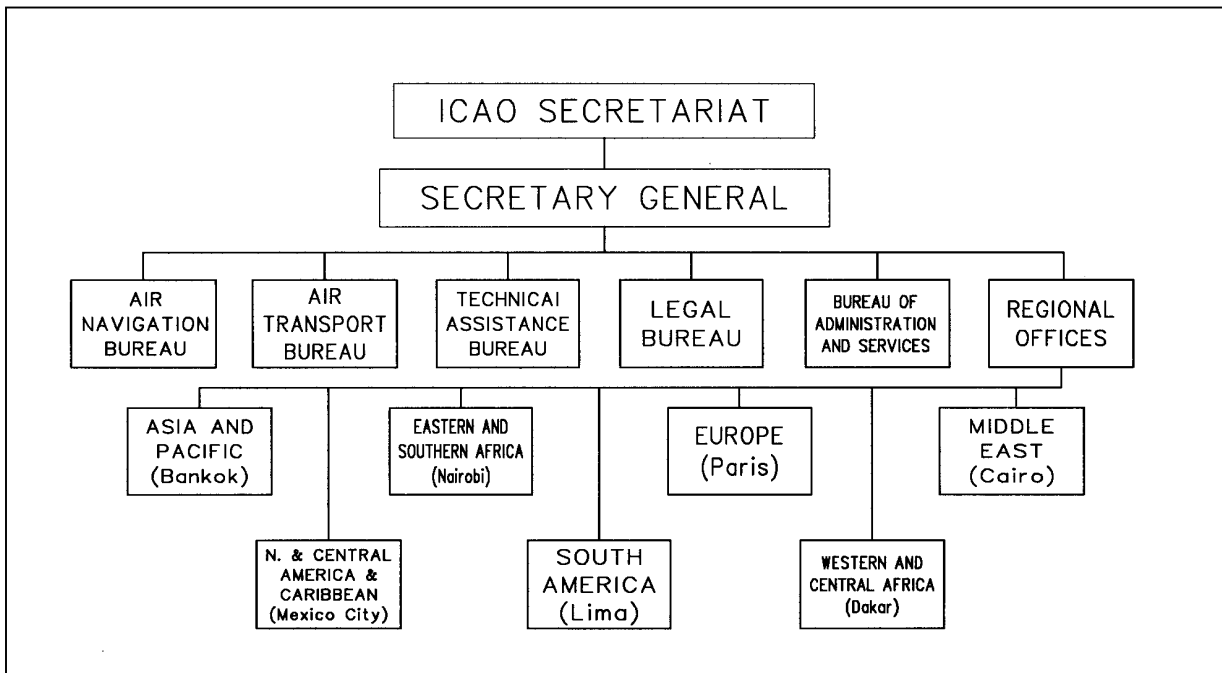 ICAO SECRETARIAT
SECRETARY GENERAL
AIR
NAVIGATION
BUREAU
AIR
TRANSPORT
BUREAU
TECHNICAI
ASSISTANCE
BUREAU
LEGAL
BUREAU
BUREAU OF
ADMINISTRATION
AND SERVICES
REGIONAL
OFFICES
ASIA AND
PACIFIC
(Bankok)
EASTERN AND
SOUTHERN AFRICA
(Nairobi)
EUROPE
(Paris)
MIDDLE
EAST
(Cairo)
N. & CENTRAL
AMERICA &
CARIBBEAN
(Mexico City)
SOUTH
AMERICA
(Lima)
WESTERN AND
CENTRAL AFRICA
(Dakar)